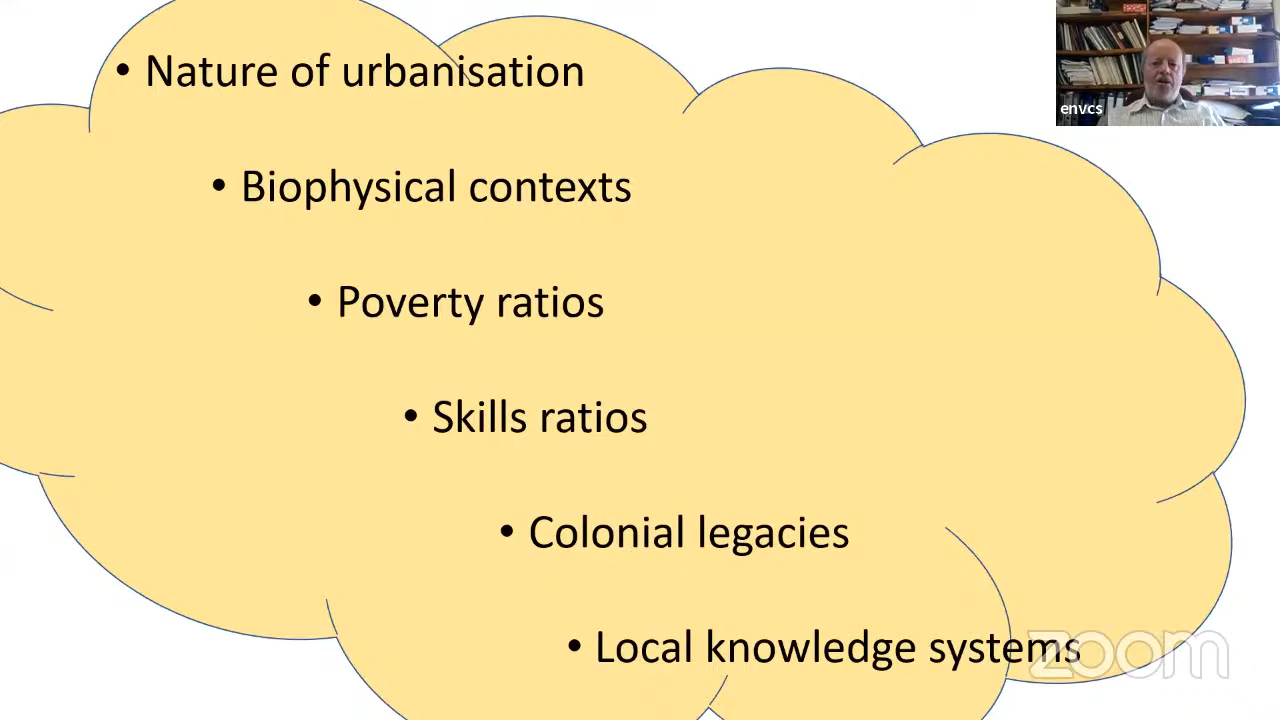 • Nature of urbanisation
envcs
• Biophysical contexts
• Poverty ratios
• Skills ratios
• Colonial legacies
• Local knowledge systems
zoom